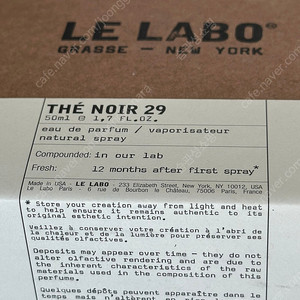 LE LABO®
GRASSE — NEW YORK
THÉ NOIR 29
50ml e 1,7 FL.OZ.
eau de parfum / vaporisateur
natural spray
Compounded: in our lab
Fresh: 12 months after first spray*
Made in USA - LE LABO - 233 Elizabeth Street, New York, NY 10012, USA
Le Labo Paris - 6 rue de Bourbon le Château, 75006 Paris, France
* Store your creation away from light and heat
to help ensure it remains authentic to its
original esthetic intention.
Veillez à conserver votre création à l'abri de
la chaleur et de la lumière pour préserver ses
qualités olfactives.
Deposits may appear over time – they do not
alter olfactive rendering and are due to
the inherent characteristics of the raw
materials used in the composition of this
perfume.
Quelques dépôts peuvent apparaître dans le
temps mais n'altèrent en